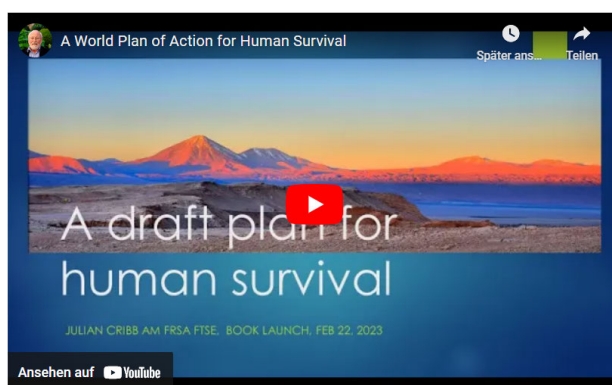 A World Plan of Action for Human Survival
Später ans... Teilen
A draft plan for
human survival
JULIAN CRIBB AM FRSA FTSE, BOOK LAUNCH, FEB 22, 2023
Ansehen auf YouTube